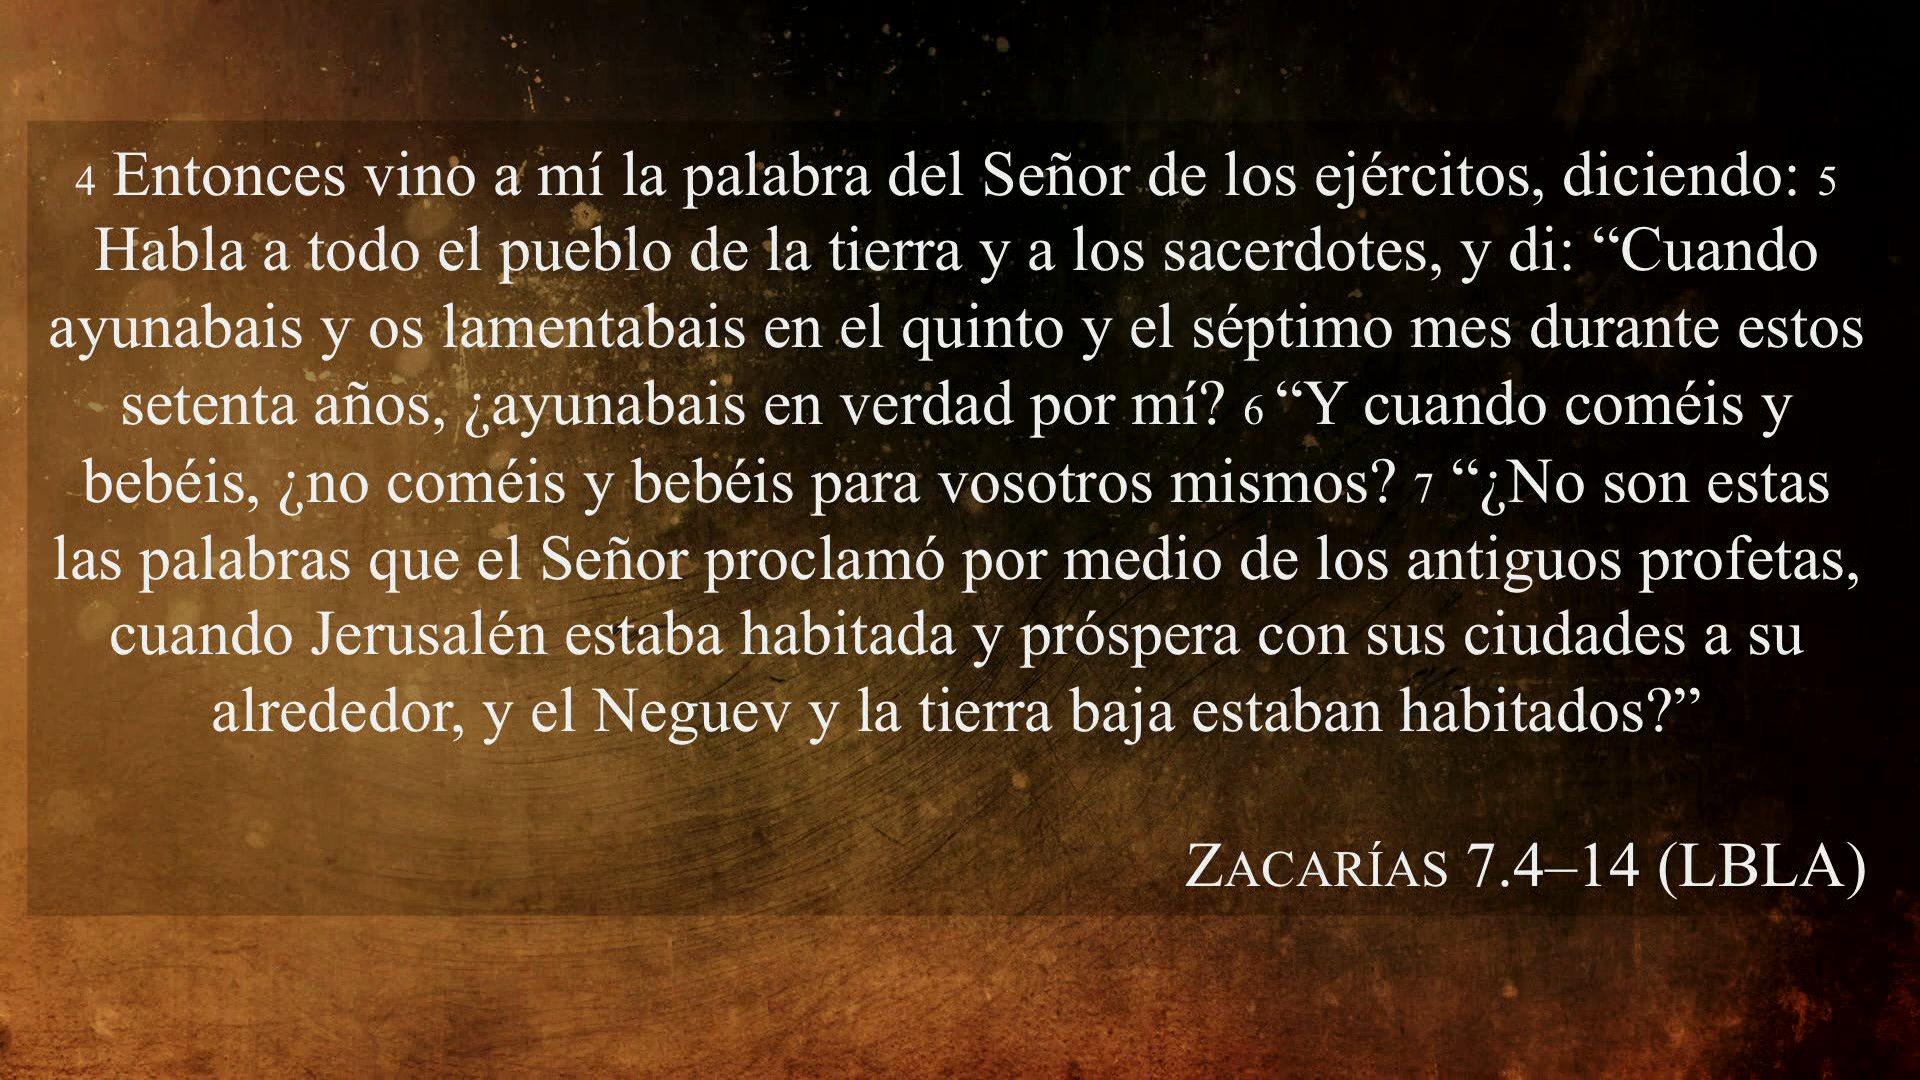 4 Entonces vino a mí la palabra del Señor de los ejércitos, diciendo: 5
Habla a todo el pueblo de la tierra y a los sacerdotes, y di: “Cuando
ayunabais y os lamentabais en el quinto y el séptimo mes durante estos
setenta años, ¿ayunabais en verdad por mí? 6 “Y cuando coméis y
bebéis, ¿no coméis y bebéis para vosotros mismos? 7 “¿No son estas
las palabras que el Señor proclamó por medio de los antiguos profetas,
cuando Jerusalén estaba habitada y próspera con sus ciudades a su
alrededor, y el Neguev y la tierra baja estaban habitados?”
ZACARÍAS 7.4–14 (LBLA)